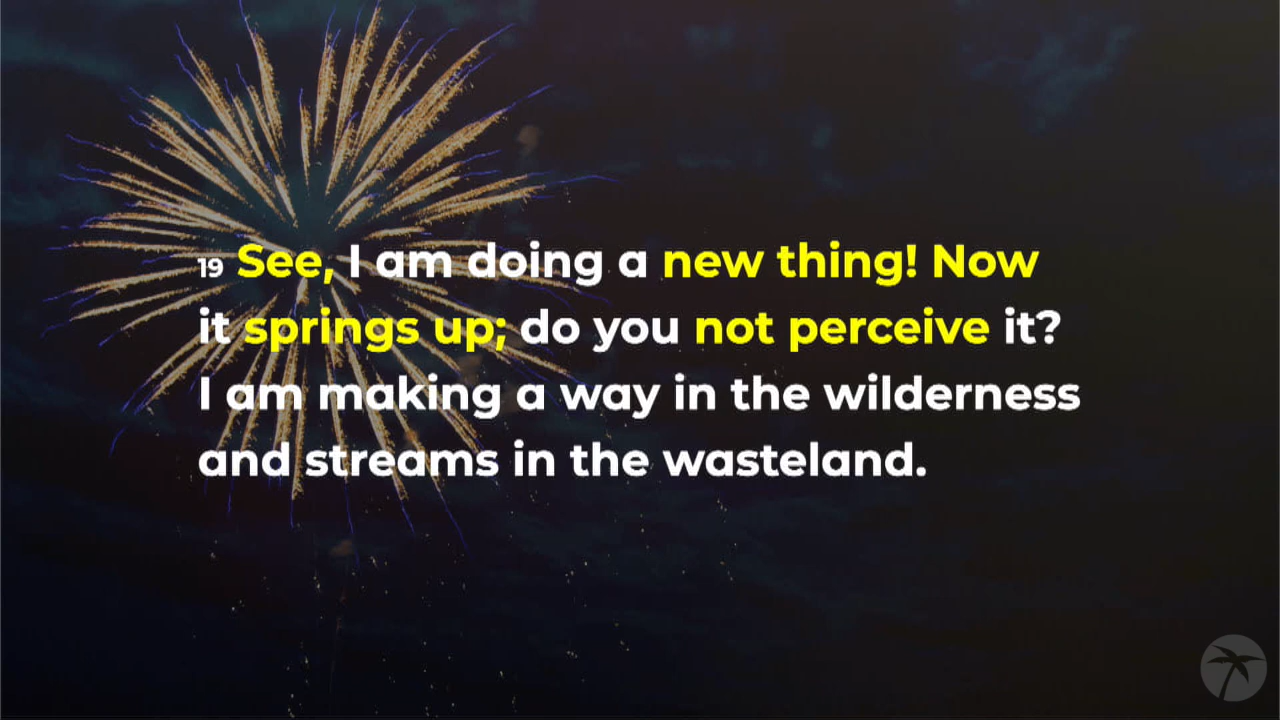 19 See, I am doing a new thing! Now
it springs up; do you not perceive it?
I am making a way in the wilderness
and streams in the wasteland.